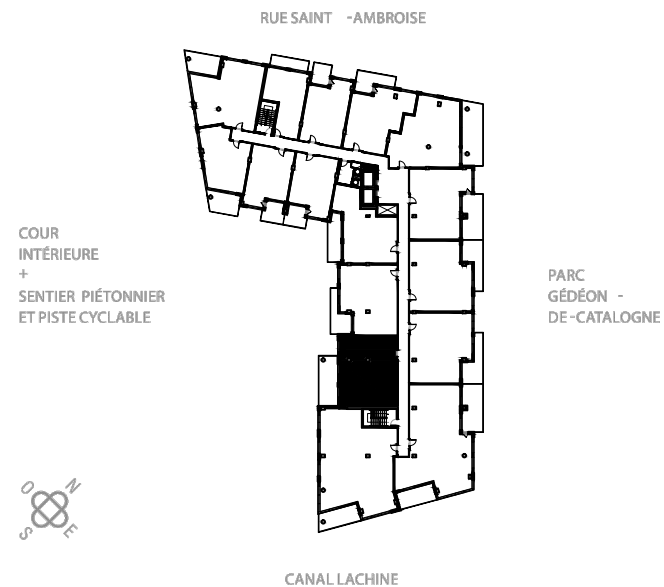 RUE SAINT -AMBROISE
COUR
INTÉRIEURE
+
SENTIER PIÉTONNIER
ET PISTE CYCLABLE
PARC
GÉDÉON -
DE-CATALOGNE
O N
S E
CANAL LACHINE